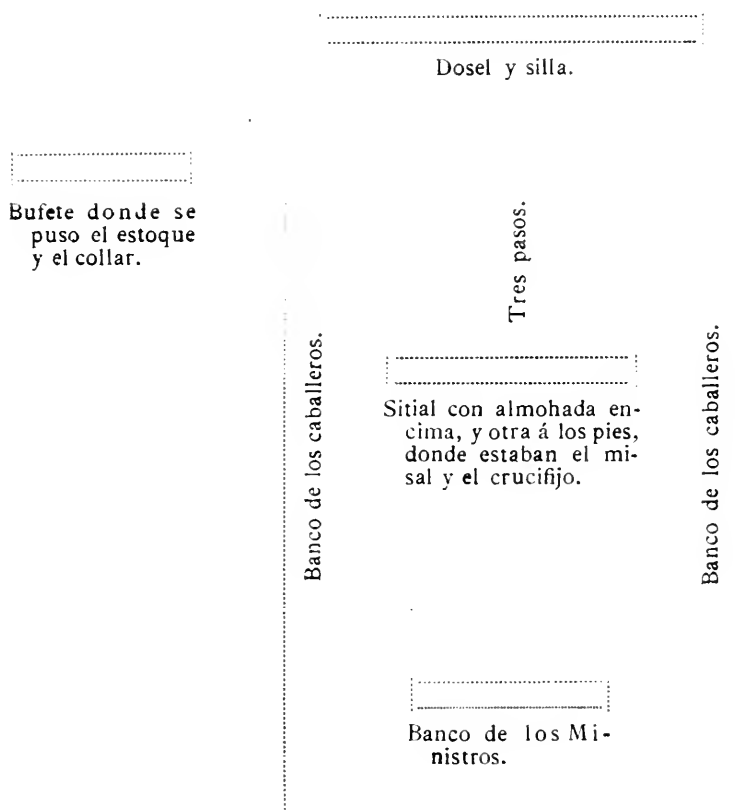 Dosel y silla.
Bufete donde se
puso el estoque
y el collar.
Tres pasos.
Banco de los caballeros.
Sitial con almohada en-
cima, y otra á los pies,
donde estaban el mi-
sal y el crucifijo.
Banco de los caballeros.
Banco de los Mi-
nistros.